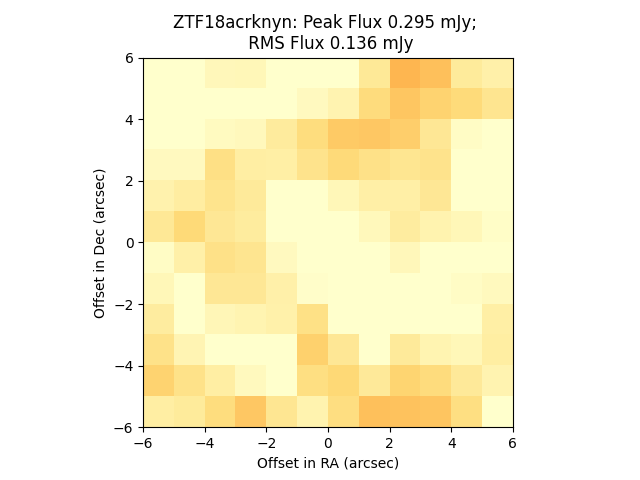 ZTF18acrknyn: Peak Flux 0.295 mJy;
RMS Flux 0.136 mJy
6
4
2
0
−2
−4
−6
Offset in Dec (arcsec)
−6 −4 −2 0 2 4 6
Offset in RA (arcsec)